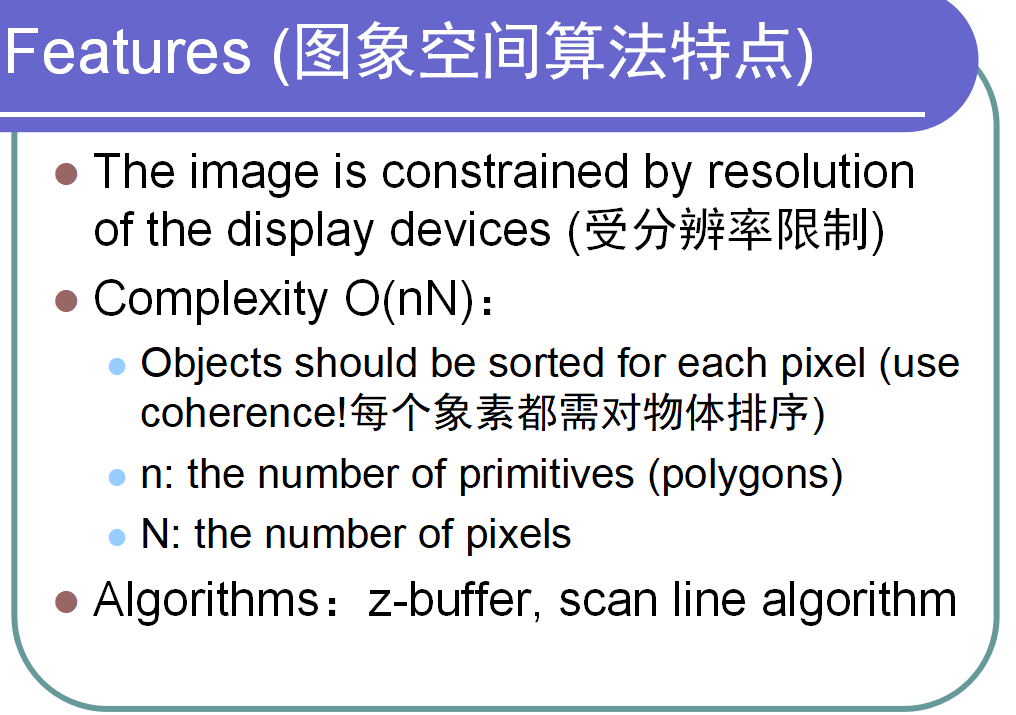 Features (图象空间算法特点)
The image is constrained by resolution
of the display devices (受分辨率限制)
Complexity O(nN)：
Objects should be sorted for each pixel (use
coherence!每个象素都需对物体排序)
n: the number of primitives (polygons)
N: the number of pixels
Algorithms：z-buffer, scan line algorithm